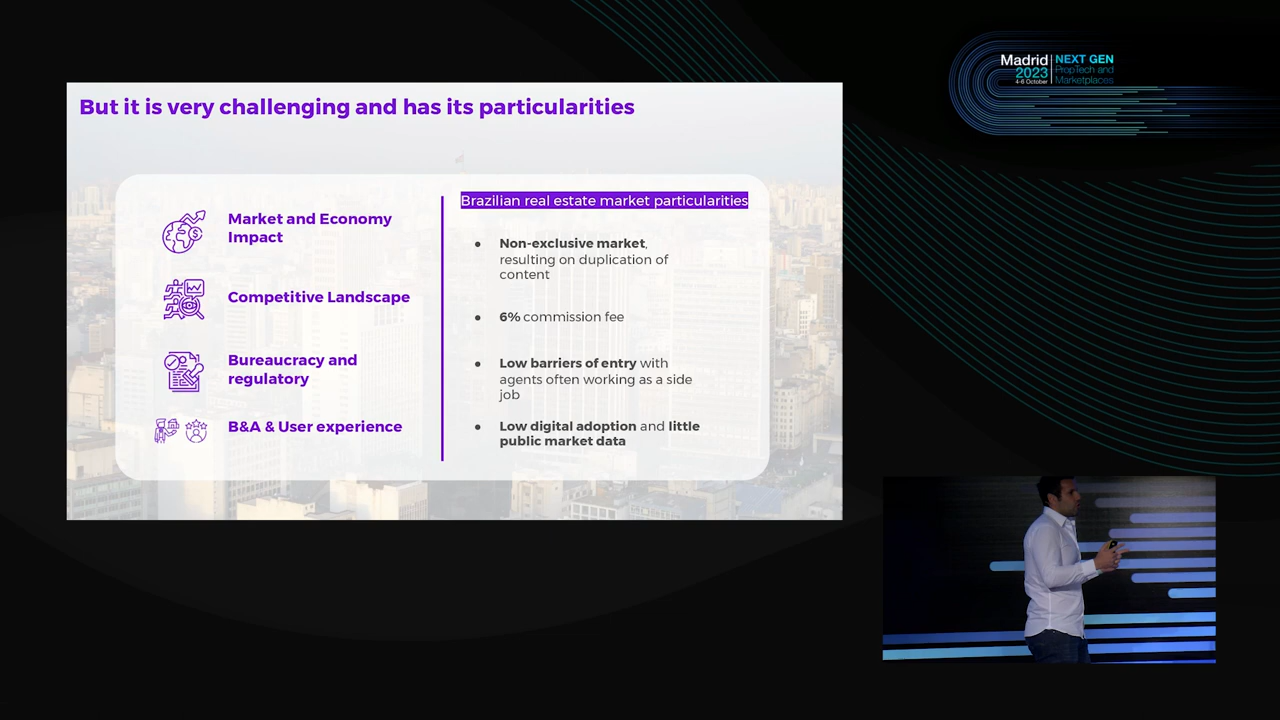 But it is very challenging and has its particularities
Market and Economy
Impact
Competitive Landscape
Bureaucracy and
regulatory
B&A & User experience
Brazilian real estate market particularities
● Non-exclusive market,
resulting on duplication of
content
● 6% commission fee
● Low barriers of entry with
agents often working as a side
job
● Low digital adoption and little
public market data
Madrid
2023
4-6 October
NEXT GEN
PropTech and
Marketplaces